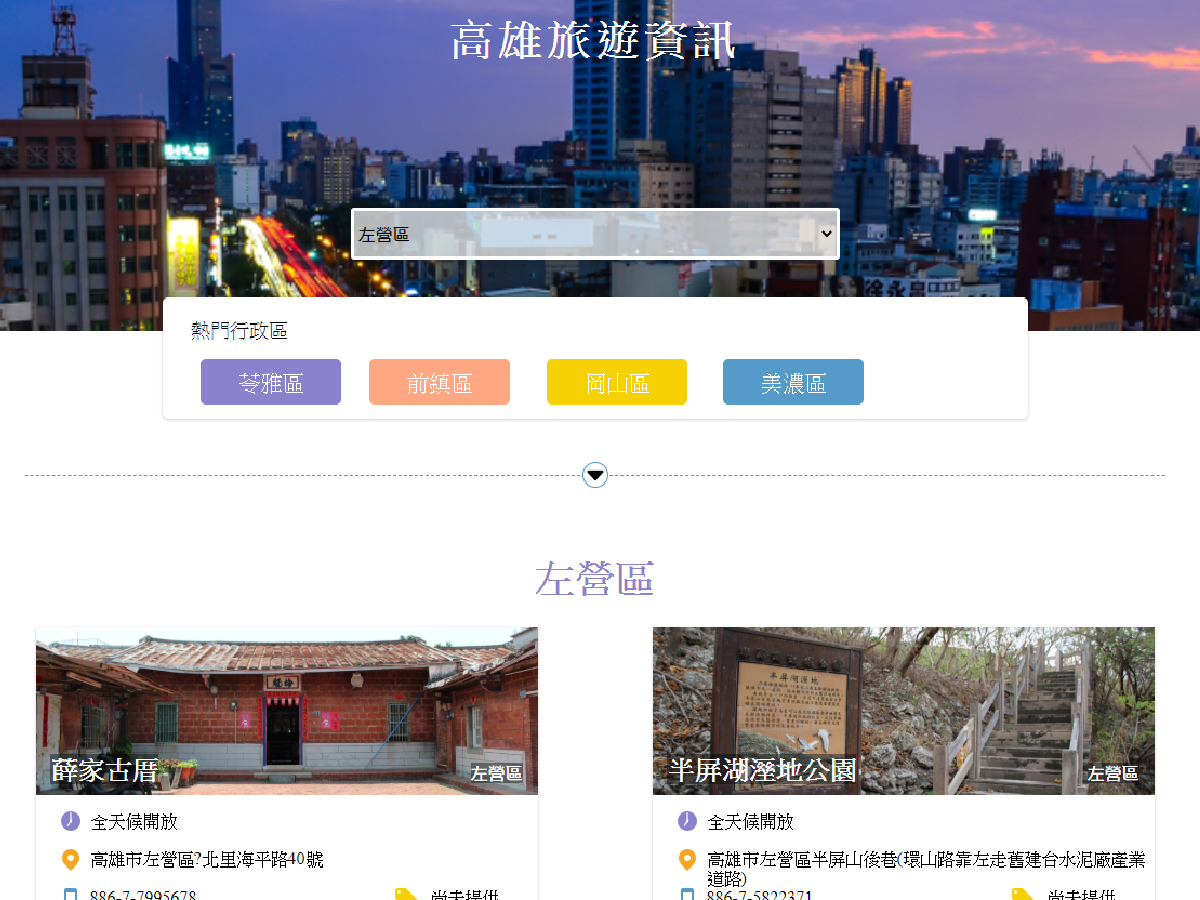 高雄旅遊資訊
左營區
熱門行政區
苓雅區
前鎮區
岡山區
美濃區
左營區
半屏湖溼地
薛家古厝
左營區
半屏湖溼地公園
左營區
全天候開放
高雄市左營區?北里海平路40號
886-7-7995678
尚未提供
全天候開放
高雄市左營區半屏山後巷(環山路靠左走舊建台水泥廠產業
道路)
886-7-5822371
尚未提供